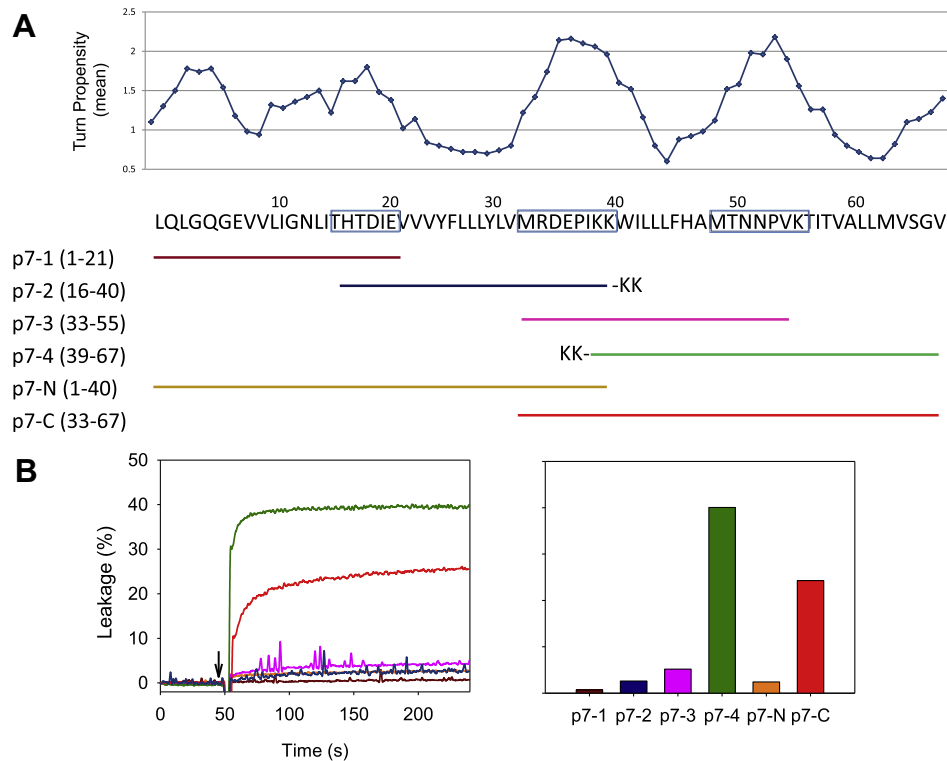 A
Turn Propensity
(mean)
2.5
2
1.5
1
0.5
10 20 30 40 50 60
LQLGQGEVVLIGNLITHTDIEVVVYFLLLYLVMRDEPIKKWILLLFHAMTNNPVKTITVALLMVSGV
p7-1 (1-21)
p7-2 (16-40) -KK
p7-3 (33-55)
p7-4 (39-67) KK-
p7-N (1-40)
p7-C (33-67)
B
Leakage (%)
50
40
30
20
10
0
0 50 100 150 200
Time (s)
p7-1 p7-2 p7-3 p7-4 p7-N p7-C